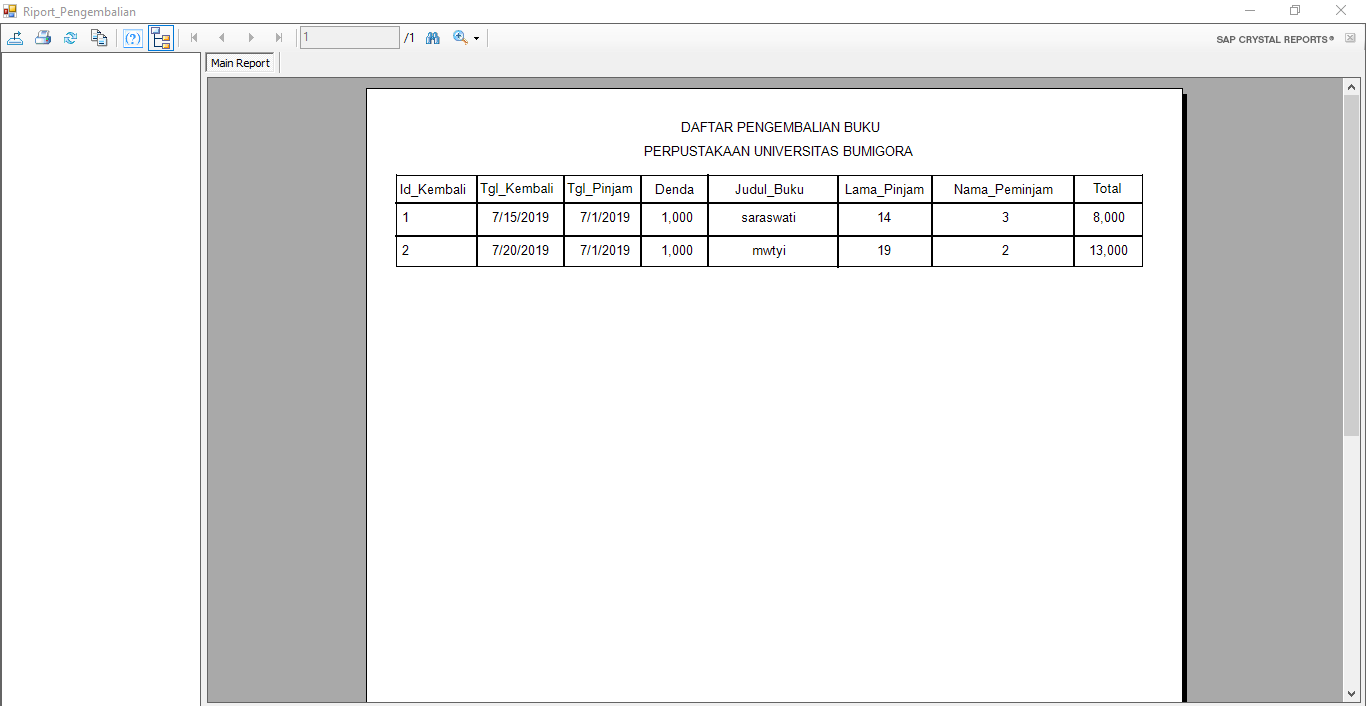 Riport_Pengembalian
(?) 1 /1 SAP CRYSTAL REPORTS®
Main Report
DAFTAR PENGEMBALIAN BUKU
PERPUSTAKAAN UNIVERSITAS BUMIGORA
Id_Kembali Tgl_Kembali Tgl_Pinjam Denda Judul_Buku Lama_Pinjam Nama_Peminjam Total
1 7/15/2019 7/1/2019 1,000 saraswati 14 3 8,000
2 7/20/2019 7/1/2019 1,000 mwtyi 19 2 13,000